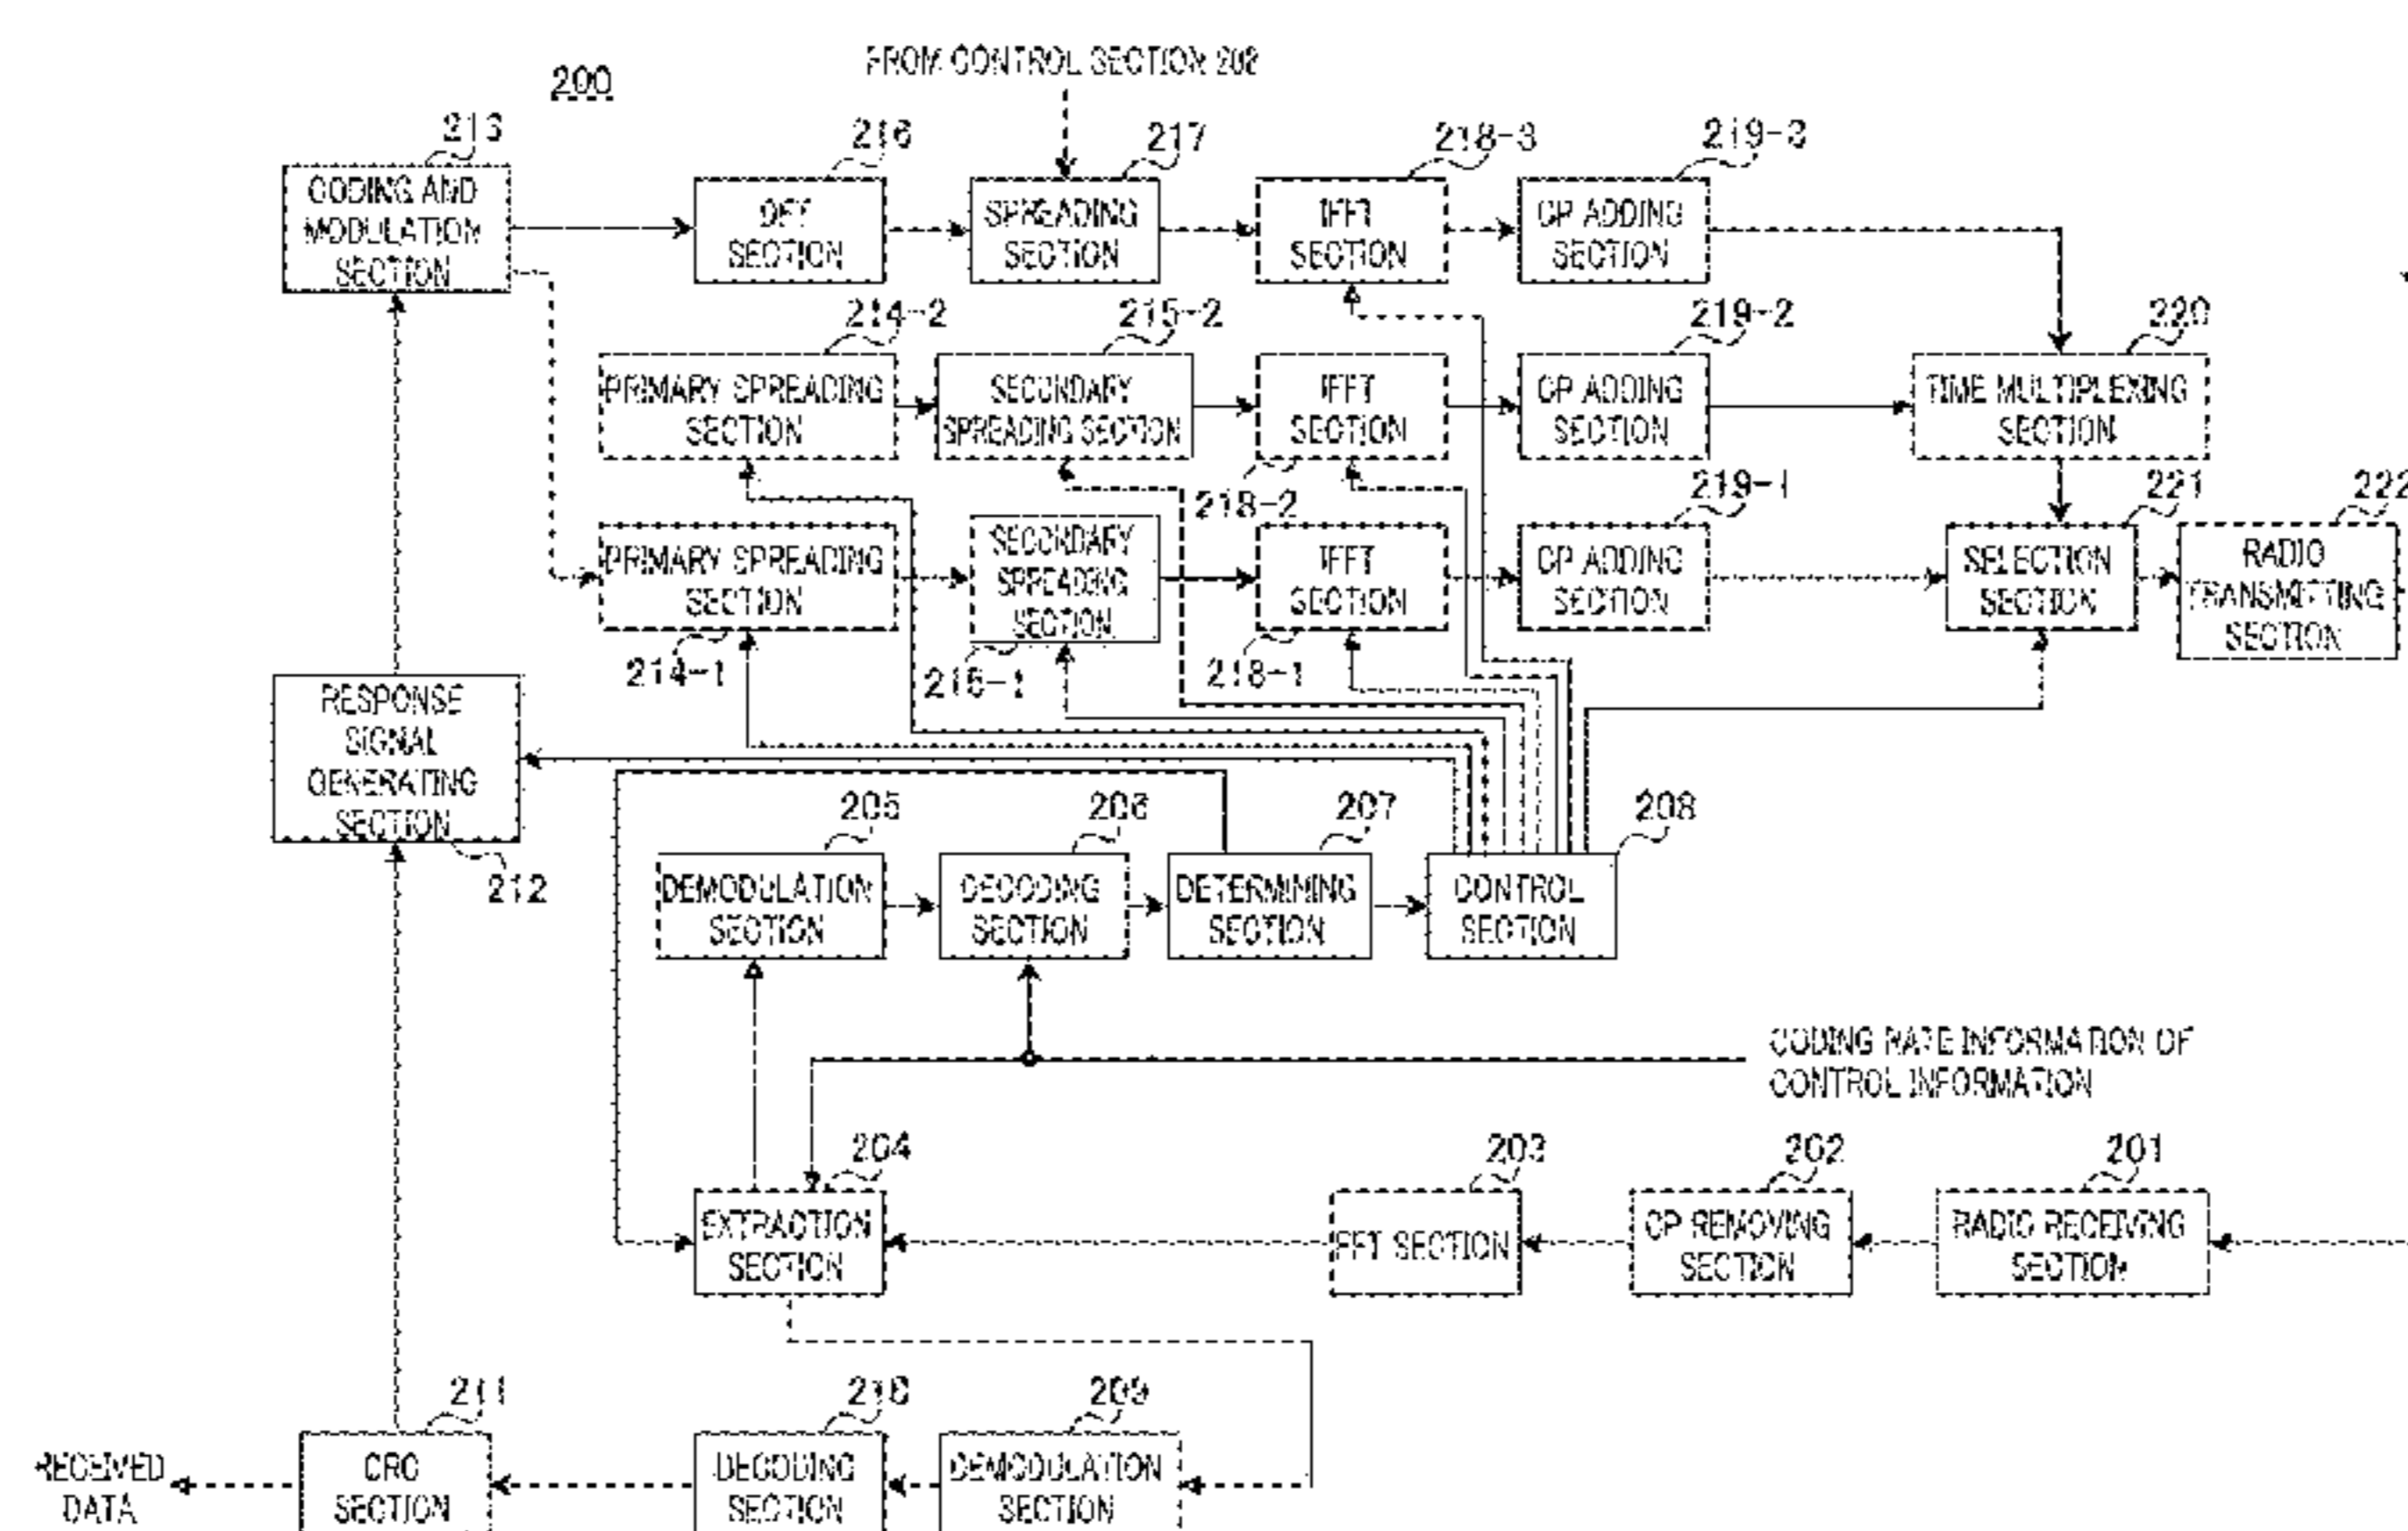 200
FROM CONTROL SECTION 208
213
216
217
218-3
219-3
CODING AND
MODULATION
SECTION
DFT
SECTION
SPREADING
SECTION
IFFT
SECTION
CP ADDING
SECTION
214-2
215-2
219-2
220
PRIMARY SPREADING
SECTION
SECONDARY
SPREADING SECTION
IFFT
SECTION
CP ADDING
SECTION
TIME MULTIPLEXING
SECTION
218-2
219-1
221
222
PRIMARY SPREADING
SECTION
SECONDARY
SPREADING
SECTION
IFFT
SECTION
CP ADDING
SECTION
SELECTION
SECTION
RADIO
TRANSMITTING
SECTION
214-1
215-1
218-1
RESPONSE
SIGNAL
GENERATING
SECTION
212
205
206
207
208
DEMODULATION
SECTION
DECODING
SECTION
DETERMINING
SECTION
CONTROL
SECTION
CODING RATE INFORMATION OF
CONTROL INFORMATION
204
203
202
201
EXTRACTION
SECTION
FFT SECTION
CP REMOVING
SECTION
RADIO RECEIVING
SECTION
211
210
209
RECEIVED
DATA
CRC
SECTION
DECODING
SECTION
DEMODULATION
SECTION